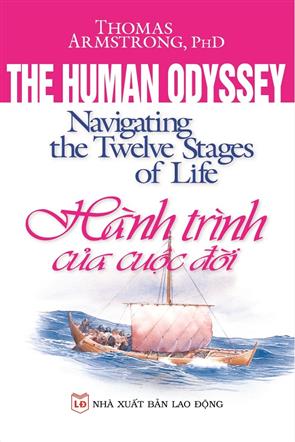 THOMAS
ARMSTRONG, PHD
THE HUMAN ODYSSEY
Navigating
the Twelve Stages
of Life
Hành trình
của cuộc đời
LĐ
NHÀ XUẤT BẢN LAO ĐỘNG